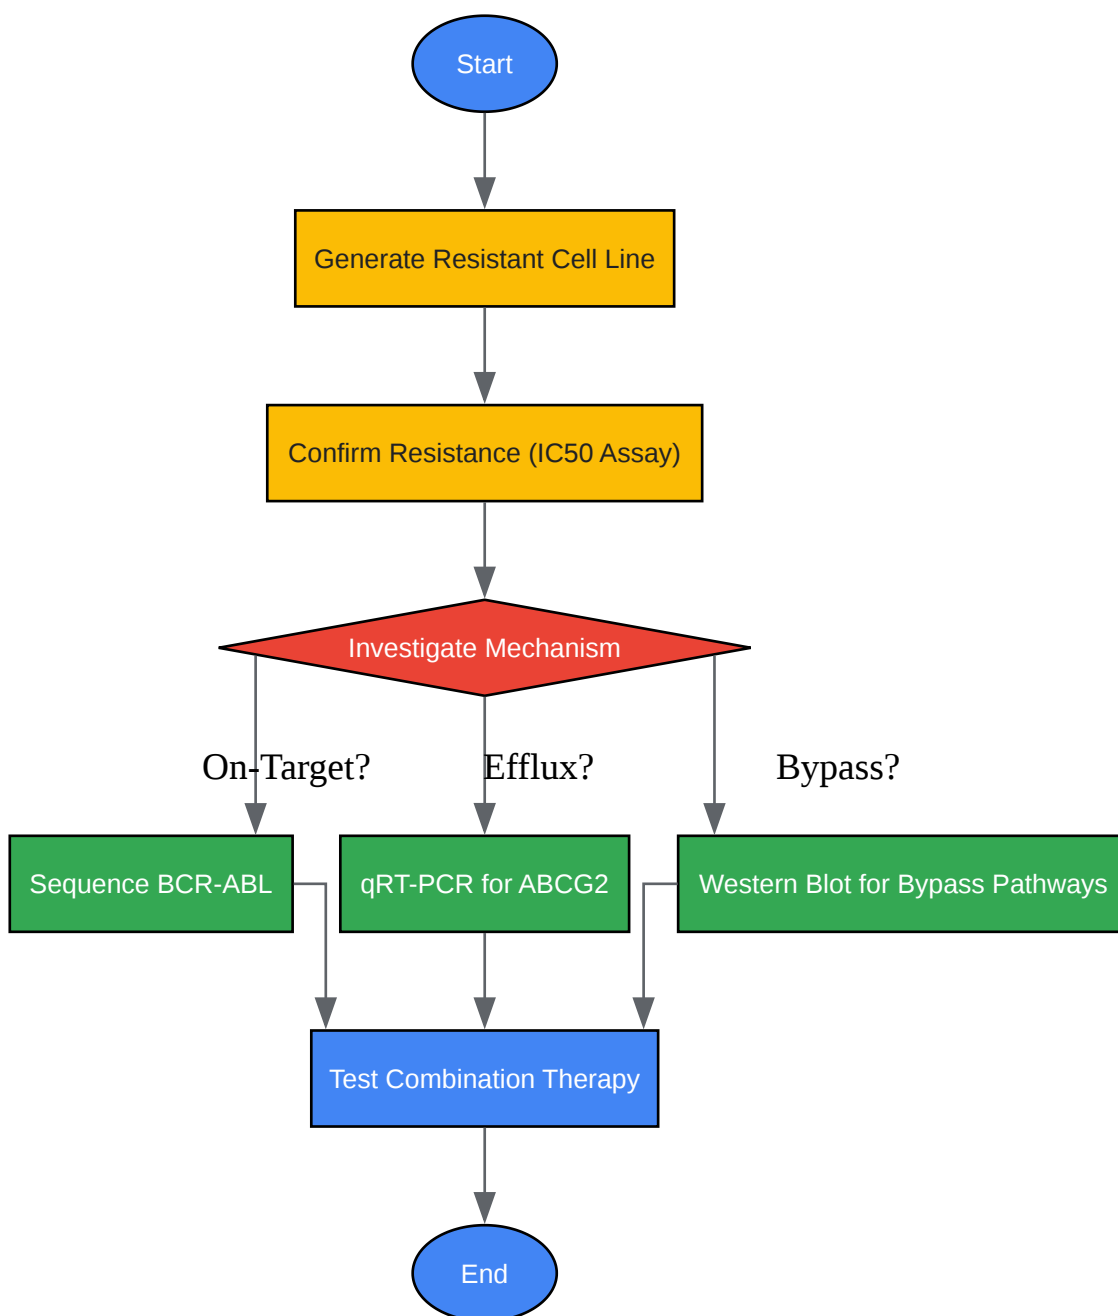 Start
Generate Resistant Cell Line
Confirm Resistance (IC50 Assay)
Investigate Mechanism
On-Target?
Efflux?
Bypass?
Sequence BCR-ABL
qRT-PCR for ABCG2
Western Blot for Bypass Pathways
Test Combination Therapy
End